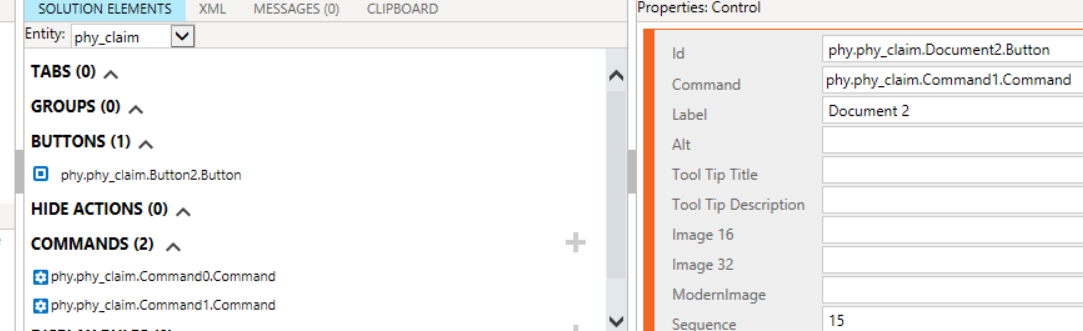 SOLUTION ELEMENTS XML MESSAGES (0) CLIPBOARD
Entity: phy_claim
TABS (0)
GROUPS (0)
BUTTONS (1)
phy.phy_claim.Button2.Button
HIDE ACTIONS (0)
COMMANDS (2)
phy.phy_claim.Command0.Command
phy.phy_claim.Command1.Command
Properties: Control
Id phy.phy_claim.Document2.Button
Command phy.phy_claim.Command1.Command
Label Document 2
Alt
Tool Tip Title
Tool Tip Description
Image 16
Image 32
ModernImage
Sequence 15